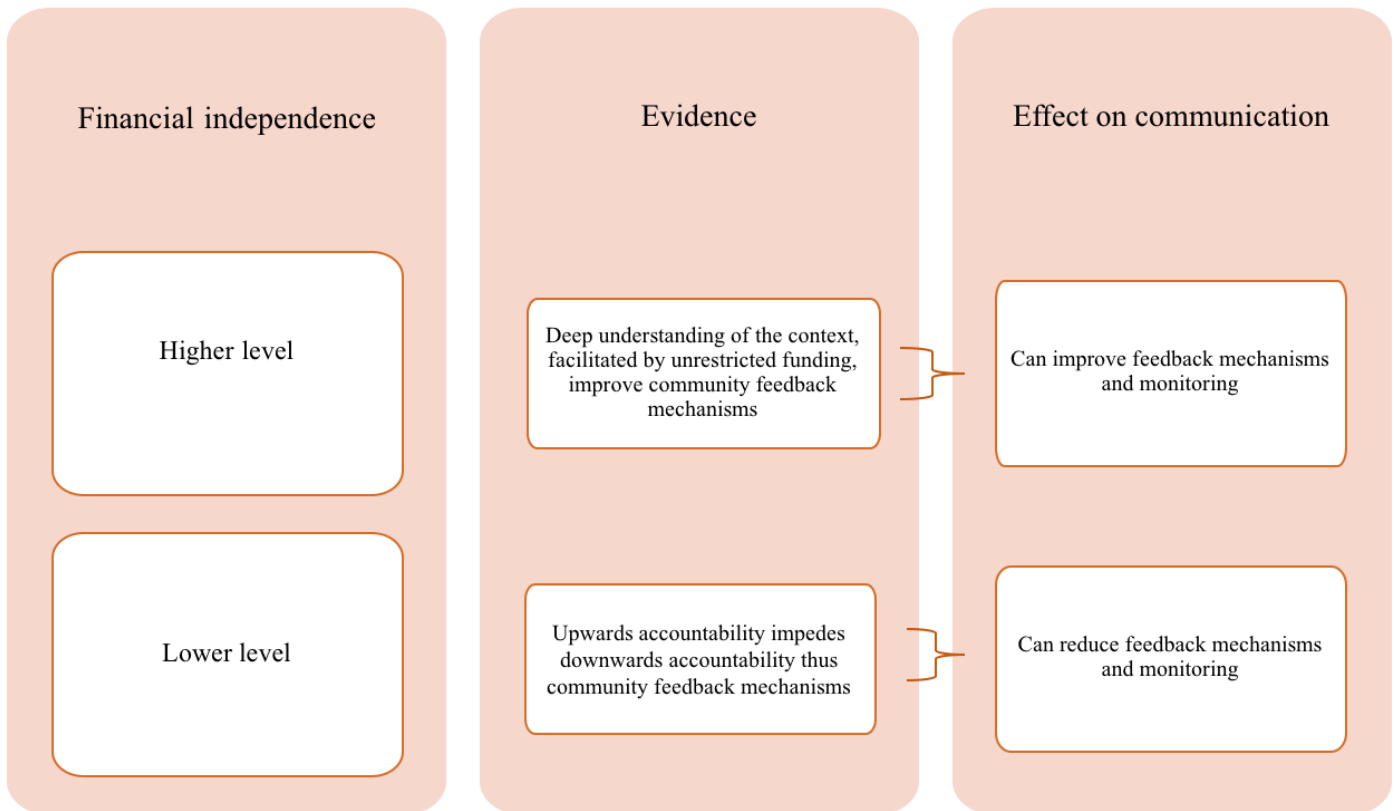 Financial independence
Evidence
Effect on communication
Higher level
Deep understanding of the context,
facilitated by unrestricted funding,
improve community feedback
mechanisms
Can improve feedback mechanisms
and monitoring
Lower level
Upwards accountability impedes
downwards accountability thus
community feedback mechanisms
Can reduce feedback mechanisms
and monitoring